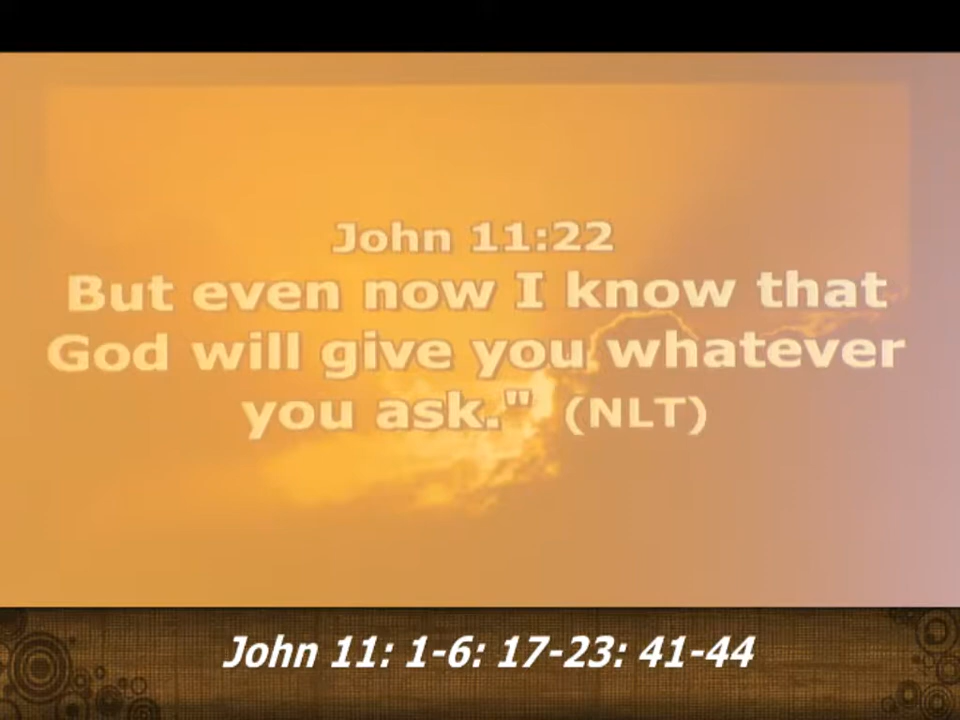 John 11:22
But even now I know that
God will give you whatever
you ask." (NLT)
John 11: 1-6: 17-23: 41-44